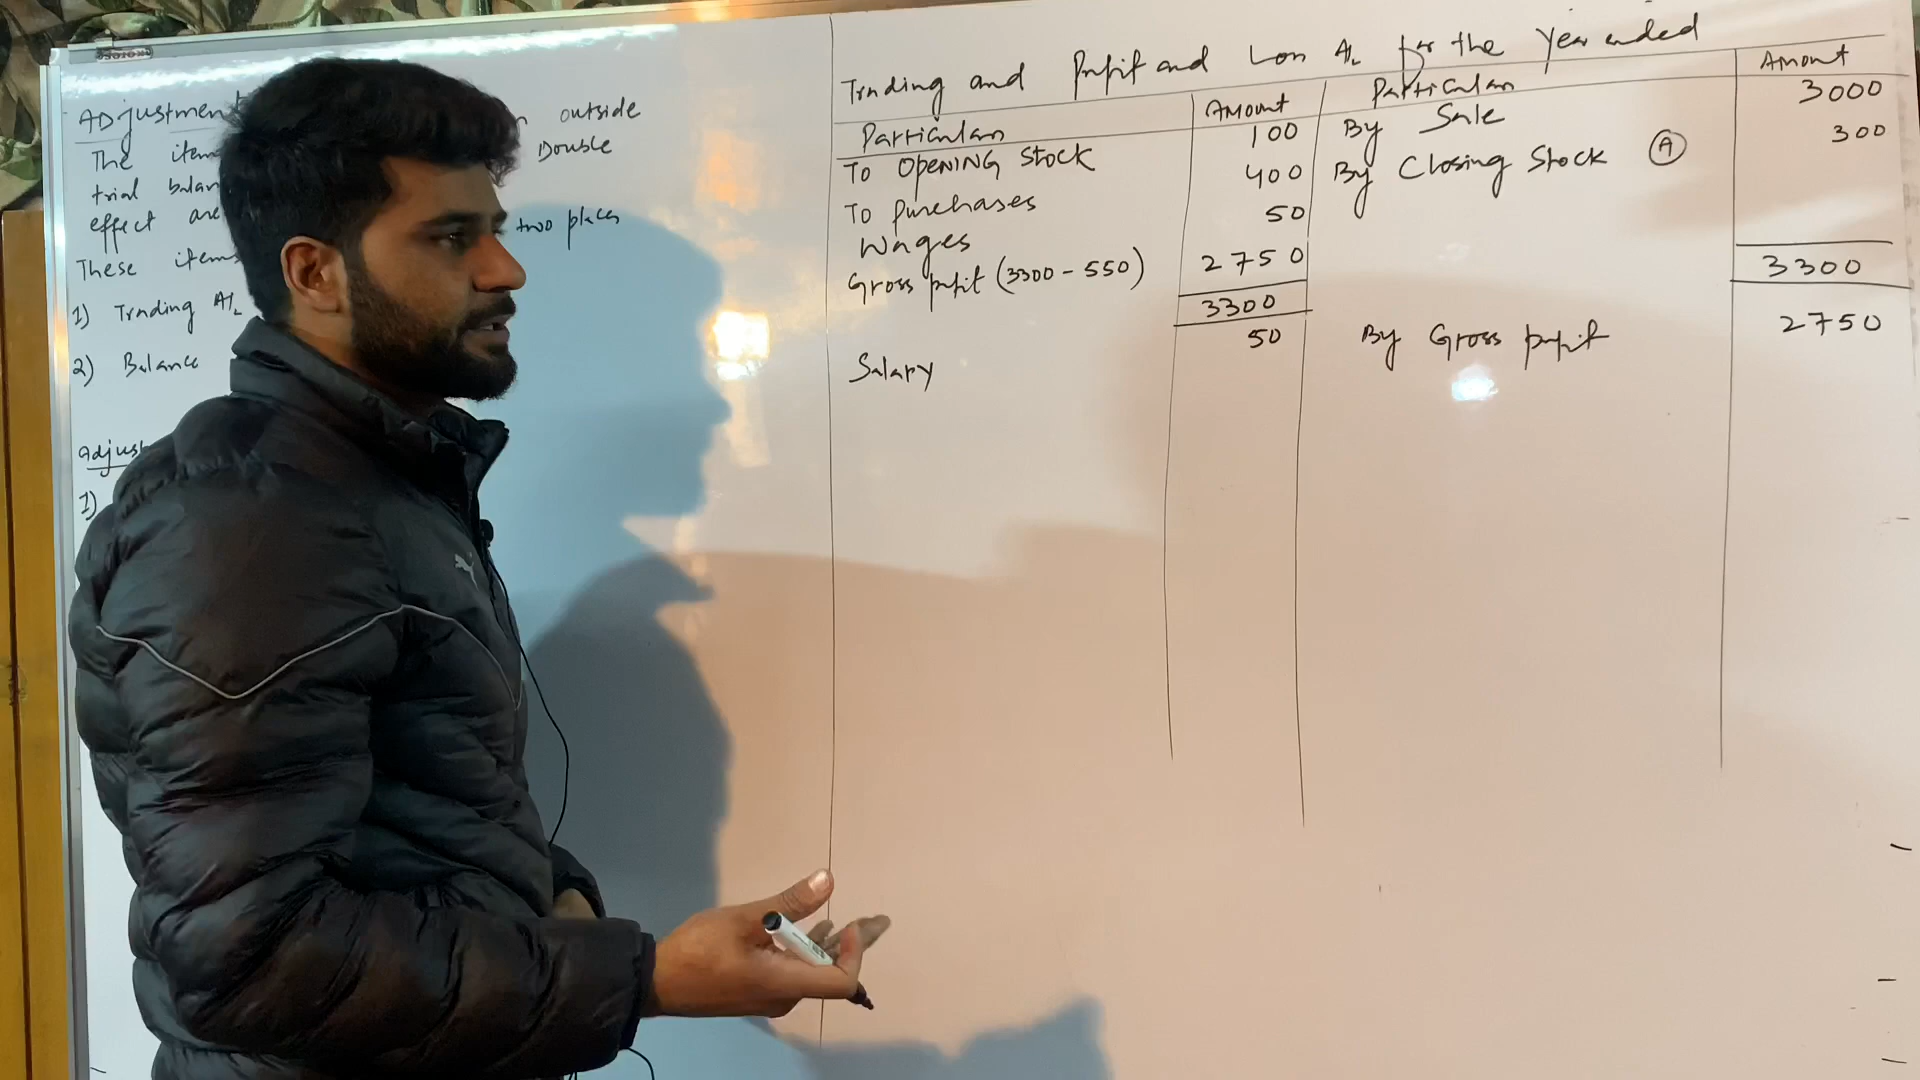 ADjustment outside
The item Double
trial balan
effect are two places
These items
1) Trading A/c
2) Balance
adjust
1)
Trading and Profit and Loss A/c for the Year ended
Particulars Amount Particulars Amount
To Opening Stock 100 By Sale 3000
To purchases 400 By Closing Stock (A) 300
Wages 50
Gross profit (3300 - 550) 2750
3300 3300
Salary 50 By Gross profit 2750